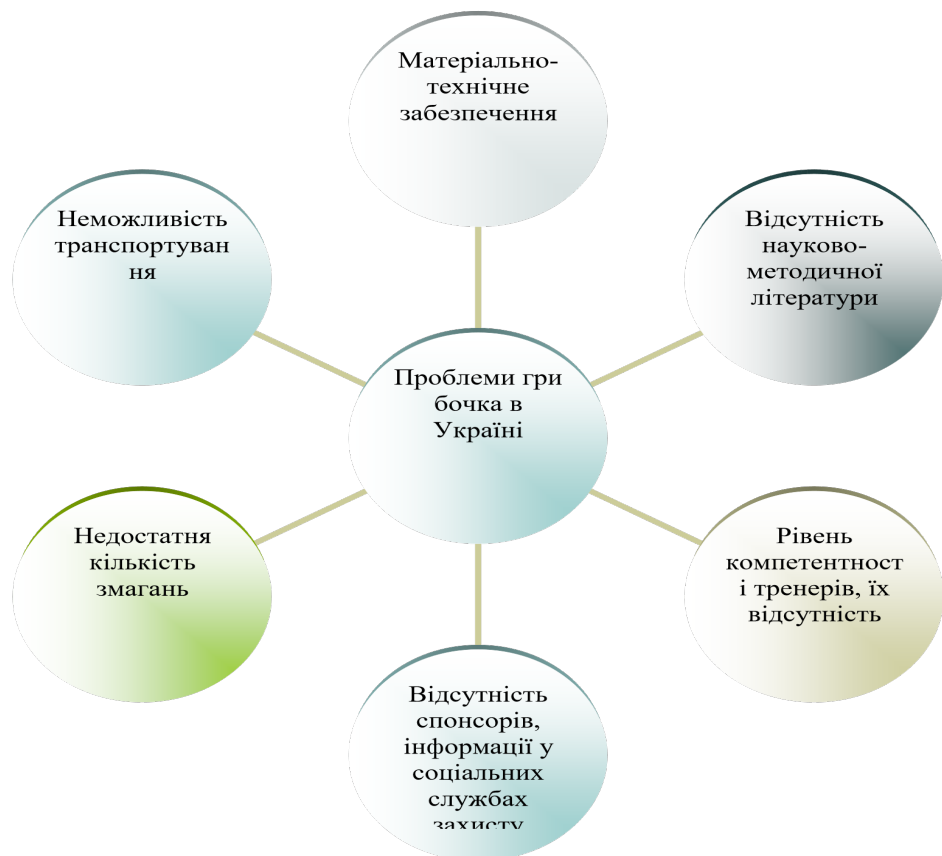 Матеріально-
технічне
забезпечення
Неможливість
транспортуван
ня
Відсутність
науково-
методичної
літератури
Проблеми гри
бочка в
Україні
Недостатня
кількість
змагань
Рівень
компетентност
і тренерів, їх
відсутність
Відсутність
спонсорів,
інформації у
соціальних
службах
захисту